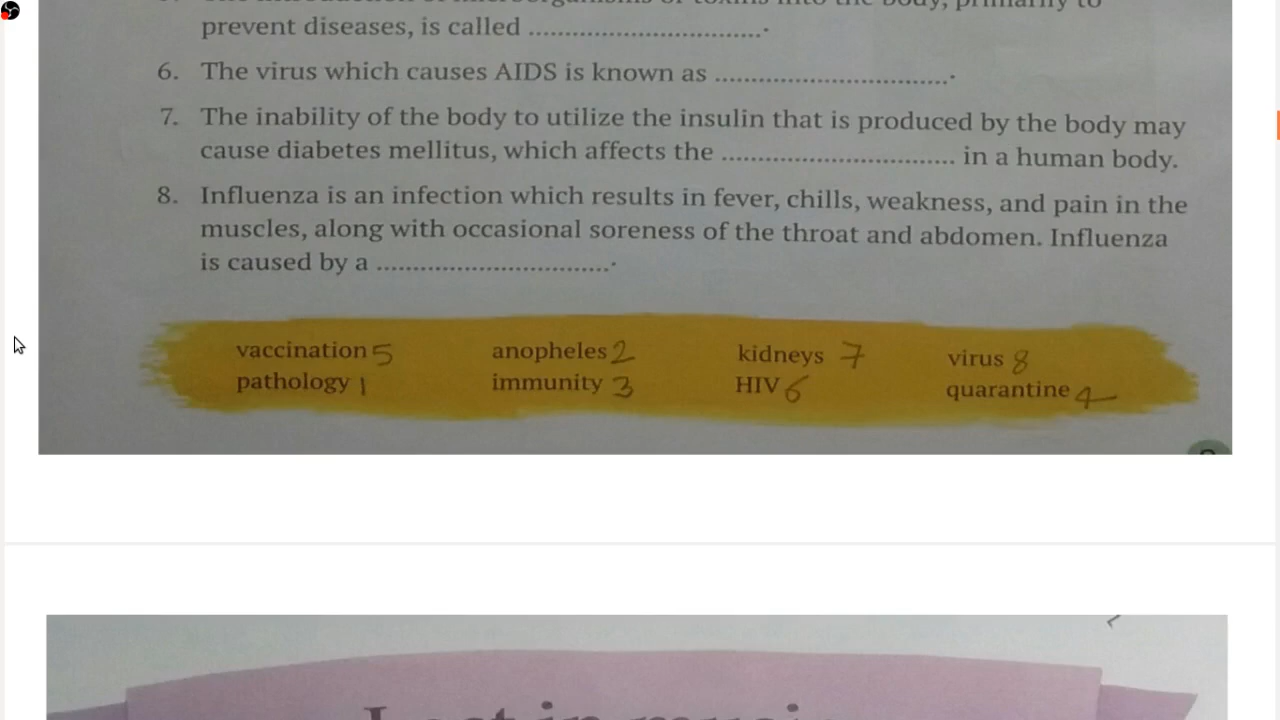 prevent diseases, is called ................................
6. The virus which causes AIDS is known as ................................
7. The inability of the body to utilize the insulin that is produced by the body may
cause diabetes mellitus, which affects the ................................ in a human body.
8. Influenza is an infection which results in fever, chills, weakness, and pain in the
muscles, along with occasional soreness of the throat and abdomen. Influenza
is caused by a ................................
vaccination 5 anopheles 2 kidneys 7 virus 8
pathology 1 immunity 3 HIV 6 quarantine 4